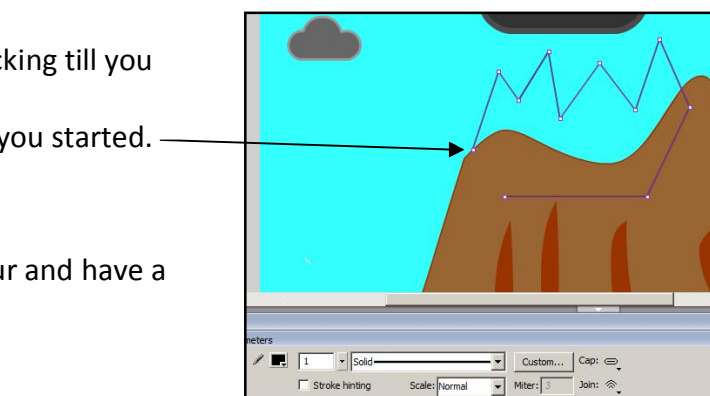 cking till you
you started.
ur and have a
meters
1 Solid Custom... Cap:
Stroke hinting Scale: Normal Miter: 3 Join: